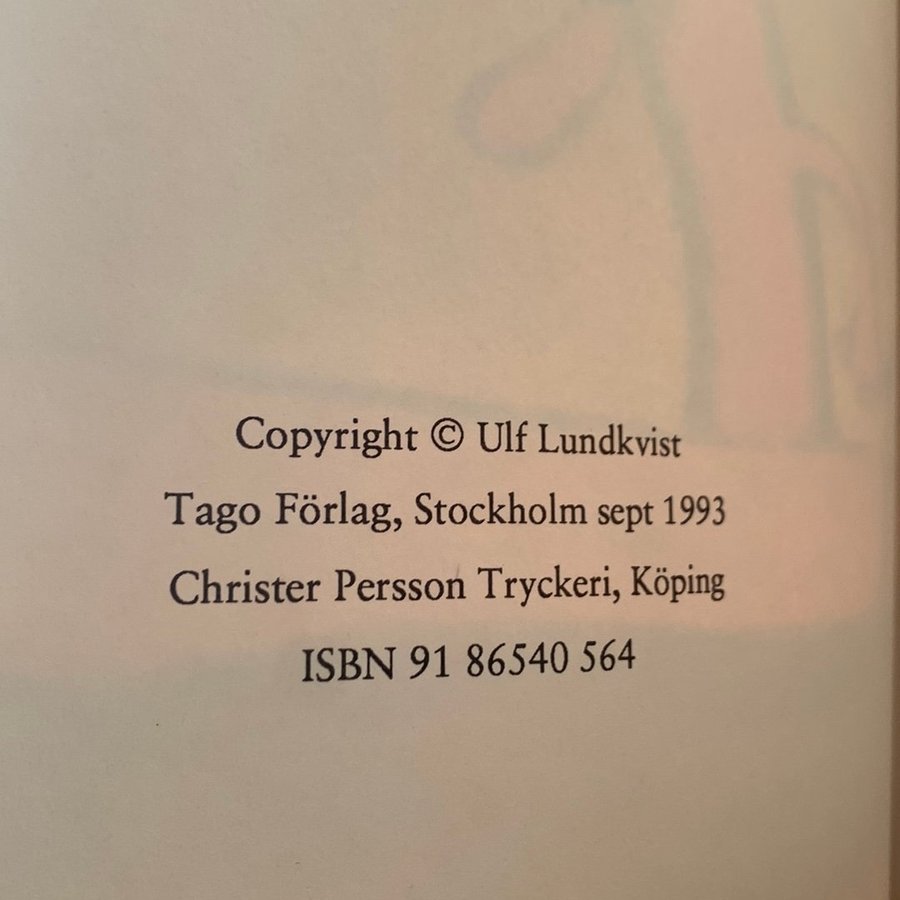 Copyright © Ulf Lundkvist
Tago Förlag, Stockholm sept 1993
Christer Persson Tryckeri, Köping
ISBN 91 86540 564